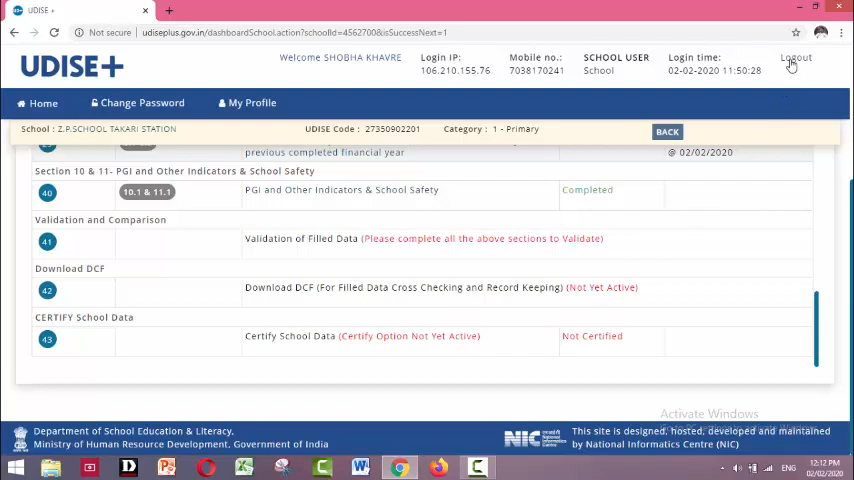 UDISE +
Not secure | udiseplus.gov.in/dashboardSchool.action?schoolId=4562700&isSuccessNext=1
UDISE+
Welcome SHOBHA KHAVRE
Login IP:
106.210.155.76
Mobile no.:
7038170241
SCHOOL USER
School
Login time:
02-02-2020 11:50:28
Logout
Home
Change Password
My Profile
School : Z.P.SCHOOL TAKARI STATION
UDISE Code : 27350902201
Category : 1 - Primary
BACK
previous completed financial year
@ 02/02/2020
Section 10 & 11- PGI and Other Indicators & School Safety
40 10.1 & 11.1 PGI and Other Indicators & School Safety Completed
Validation and Comparison
41 Validation of Filled Data (Please complete all the above sections to Validate)
Download DCF
42 Download DCF (For Filled Data Cross Checking and Record Keeping) (Not Yet Active)
CERTIFY School Data
43 Certify School Data (Certify Option Not Yet Active) Not Certified
Activate Windows
Department of School Education & Literacy,
Ministry of Human Resource Development, Government of India
NIC
This site is designed, hosted, developed and maintained
by National Informatics Centre (NIC)
ENG
12:12 PM
02/02/2020